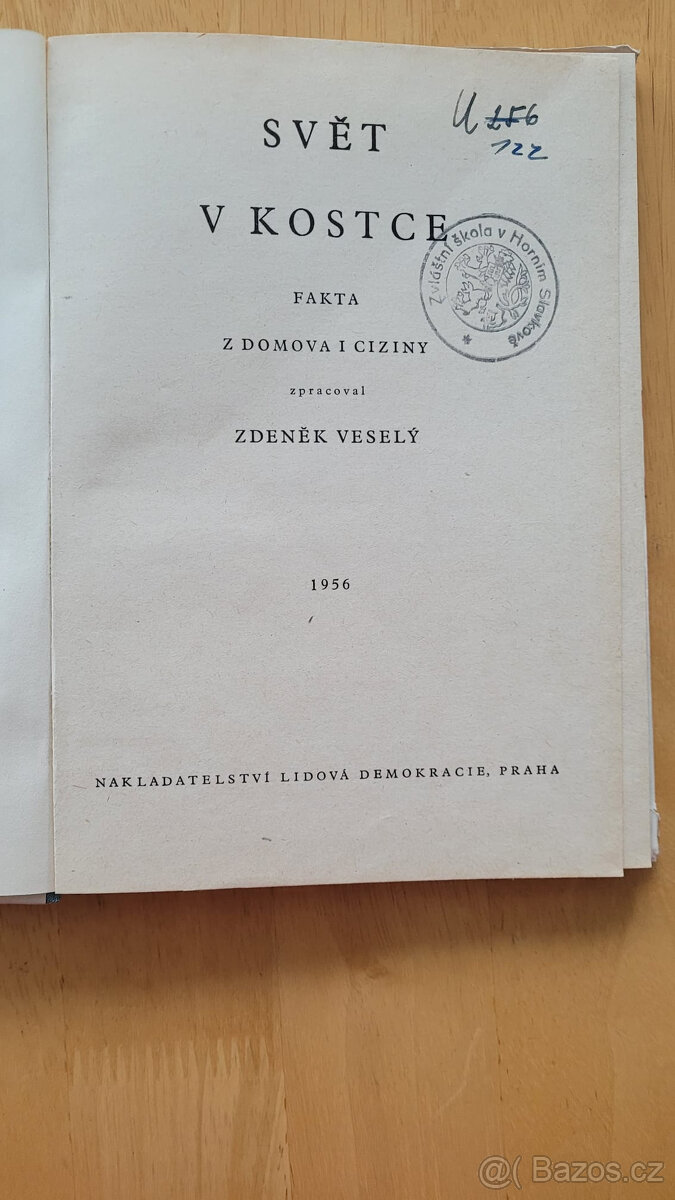 SVĚT
U 256
122
V KOSTCE
Zvláštní škola v Horním Slavkově *
FAKTA
Z DOMOVA I CIZINY
zpracoval
ZDENĚK VESELÝ
1956
NAKLADATELSTVÍ LIDOVÁ DEMOKRACIE, PRAHA
@( Bazos.cz